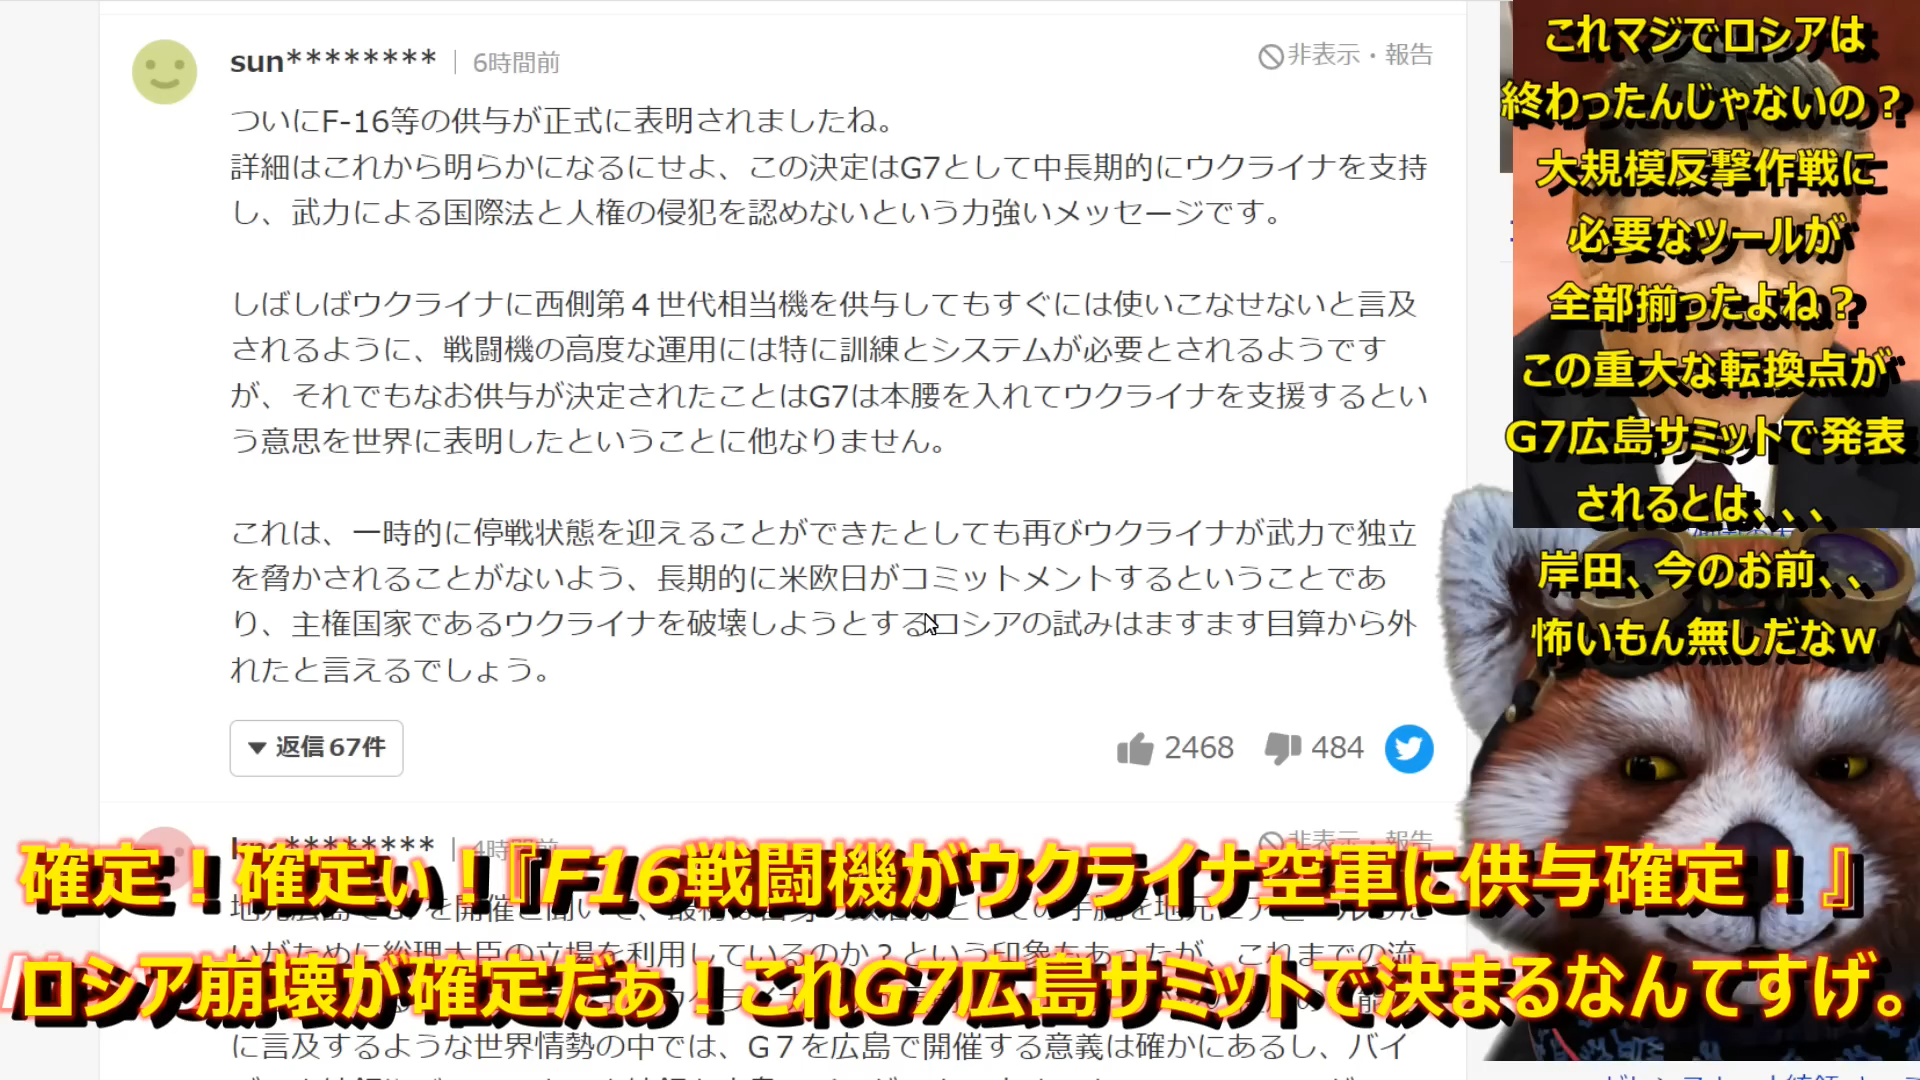 sun********
6時間前
非表示・報告
ついにF-16等の供与が正式に表明されましたね。
詳細はこれから明らかになるにせよ、この決定はG7として中長期的にウクライナを支持
し、武力による国際法と人権の侵犯を認めないという力強いメッセージです。
しばしばウクライナに西側第４世代相当機を供与してもすぐには使いこなせないと言及
されるように、戦闘機の高度な運用には特に訓練とシステムが必要とされるようです
が、それでもなお供与が決定されたことはG7は本腰を入れてウクライナを支援するとい
う意思を世界に表明したということに他なりません。
これは、一時的に停戦状態を迎えることができたとしても再びウクライナが武力で独立
を脅かされることがないよう、長期的に米欧日がコミットメントするということであ
り、主権国家であるウクライナを破壊しようとするロシアの試みはますます目算から外
れたと言えるでしょう。
返信67件
2468
484
********
4時間前
非表示・報告
に言及するような世界情勢の中では、G７を広島で開催する意義は確かにあるし、バイ
これマジでロシアは
終わったんじゃないの？
大規模反撃作戦に
必要なツールが
全部揃ったよね？
この重大な転換点が
G7広島サミットで発表
されるとは、、、
岸田、今のお前、、
怖いもん無しだなｗ
確定！確定ぃ！『F16戦闘機がウクライナ空軍に供与確定！』
ロシア崩壊が確定だぁ！これG7広島サミットで決まるなんてすげ。